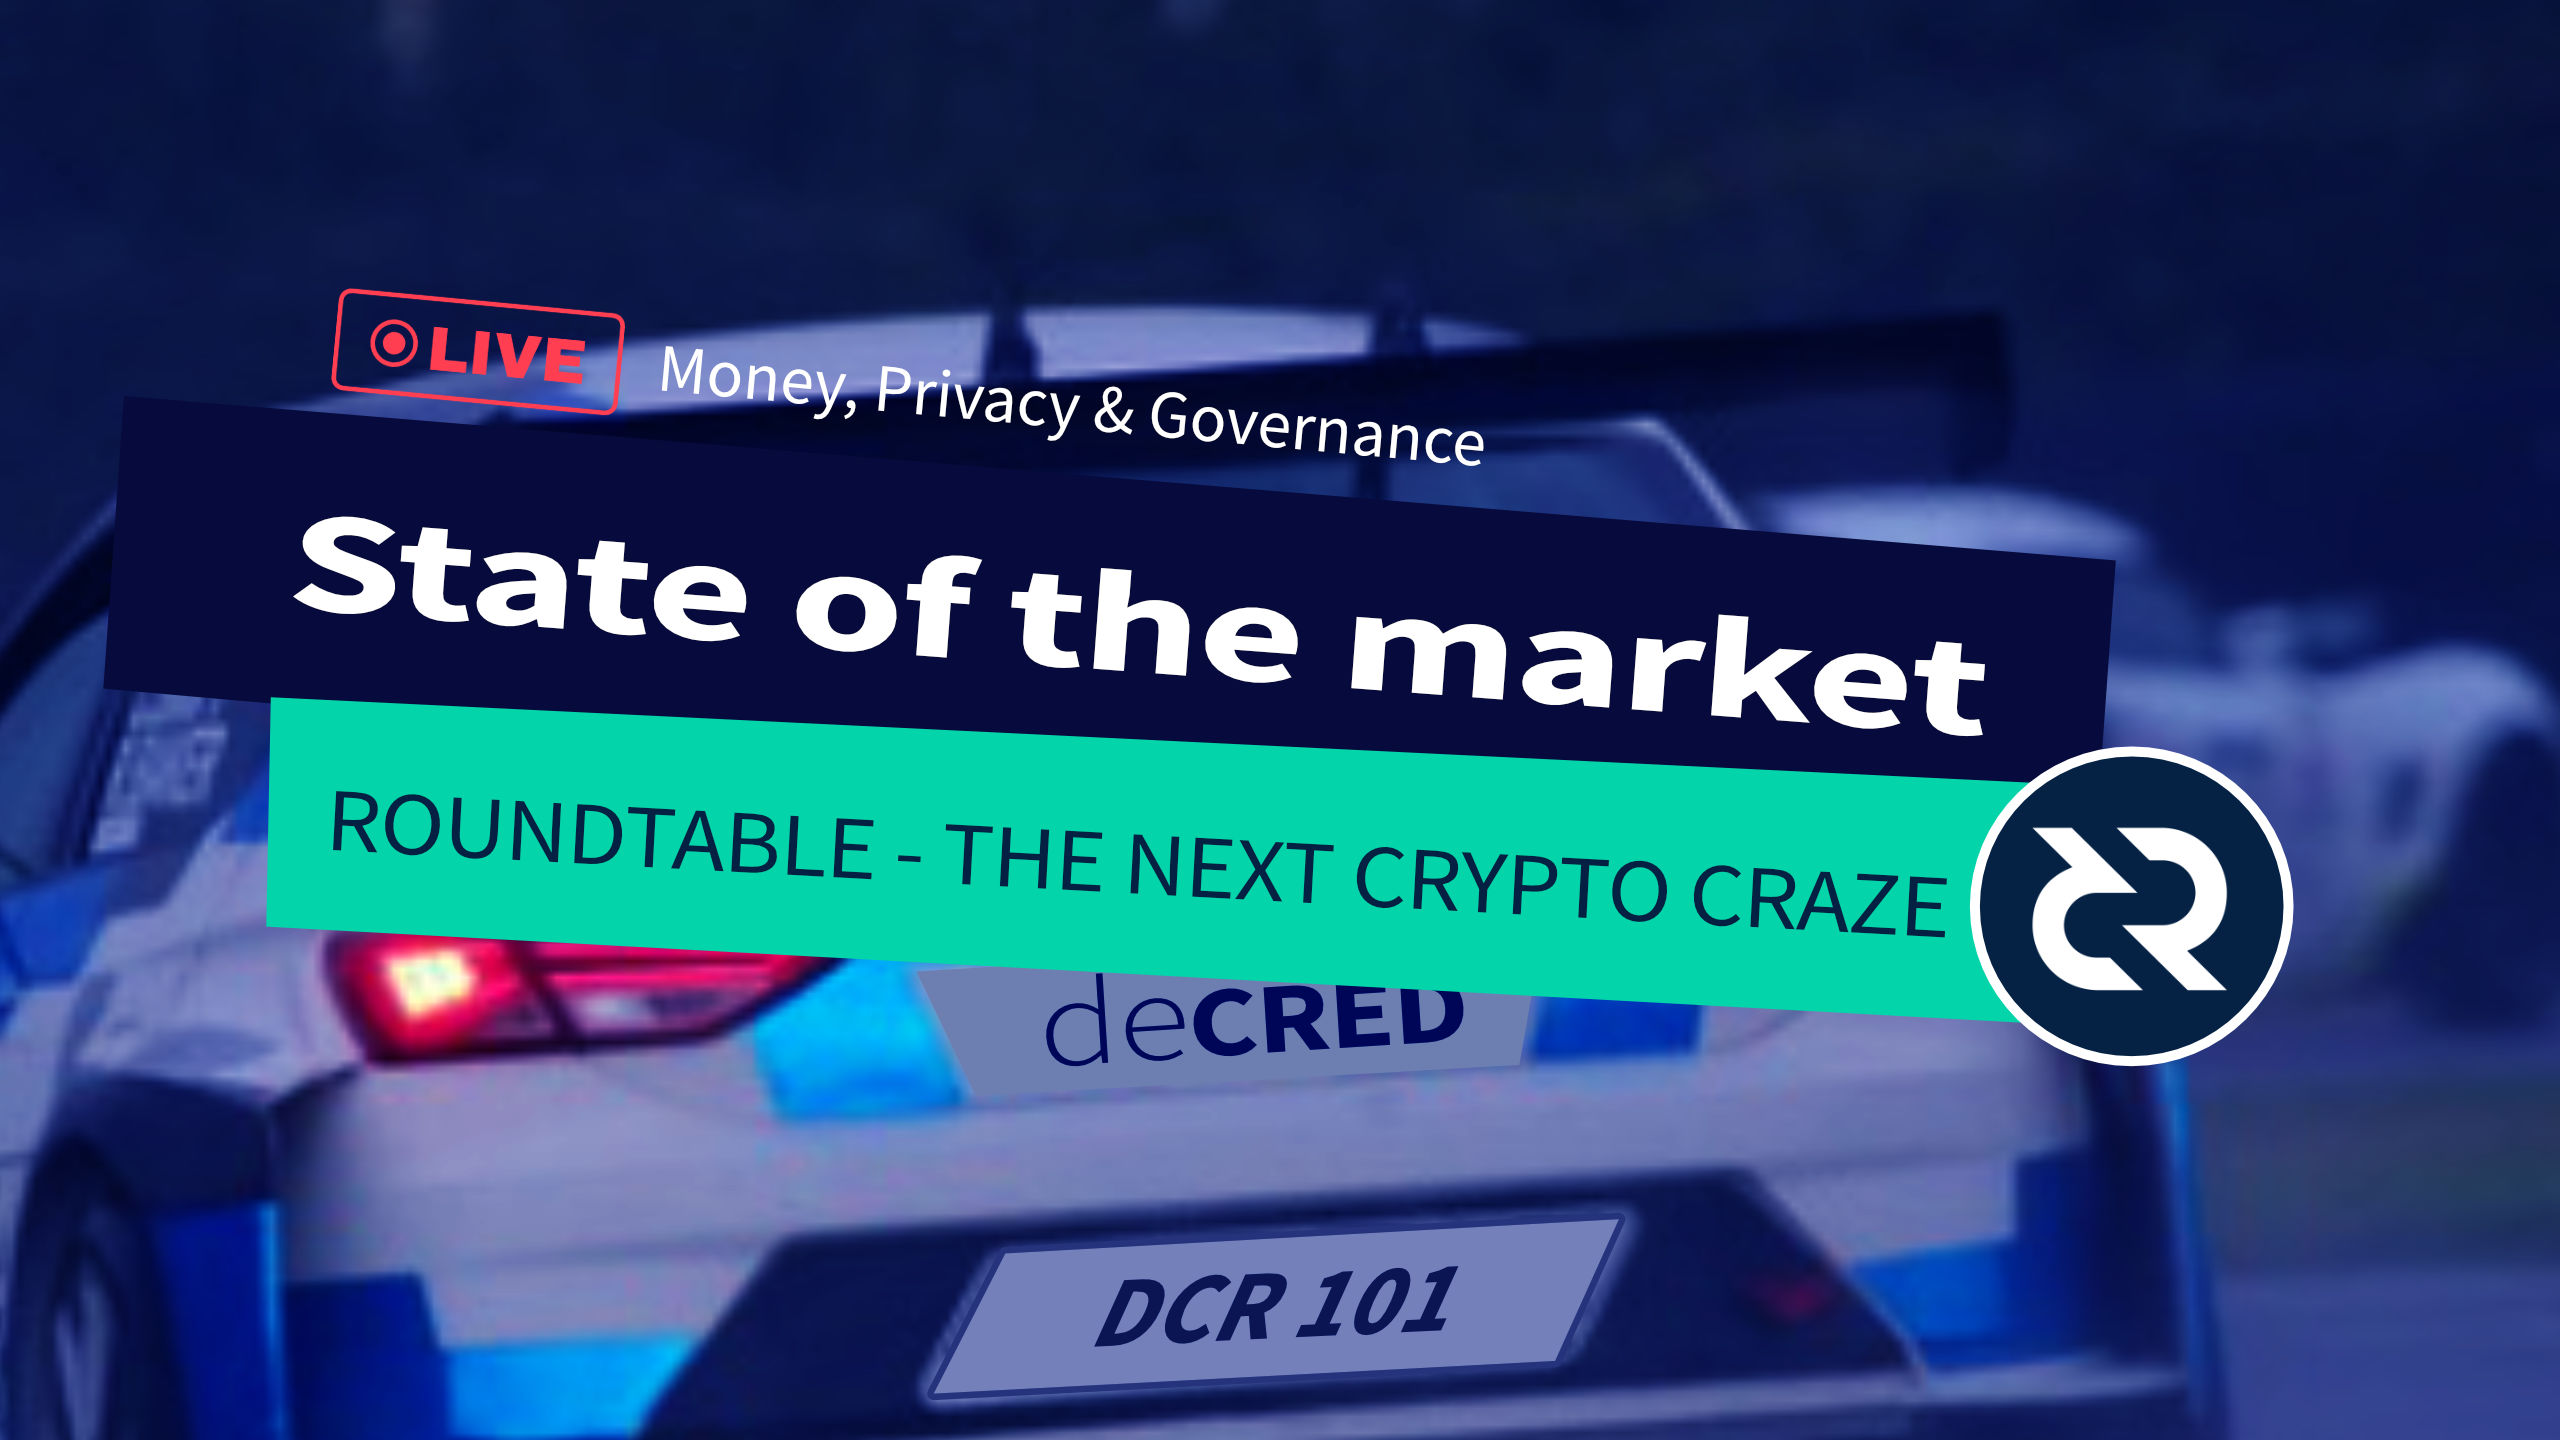 LIVE
Money, Privacy & Governance
State of the market
ROUNDTABLE - THE NEXT CRYPTO CRAZE
deCRED
DCR 101